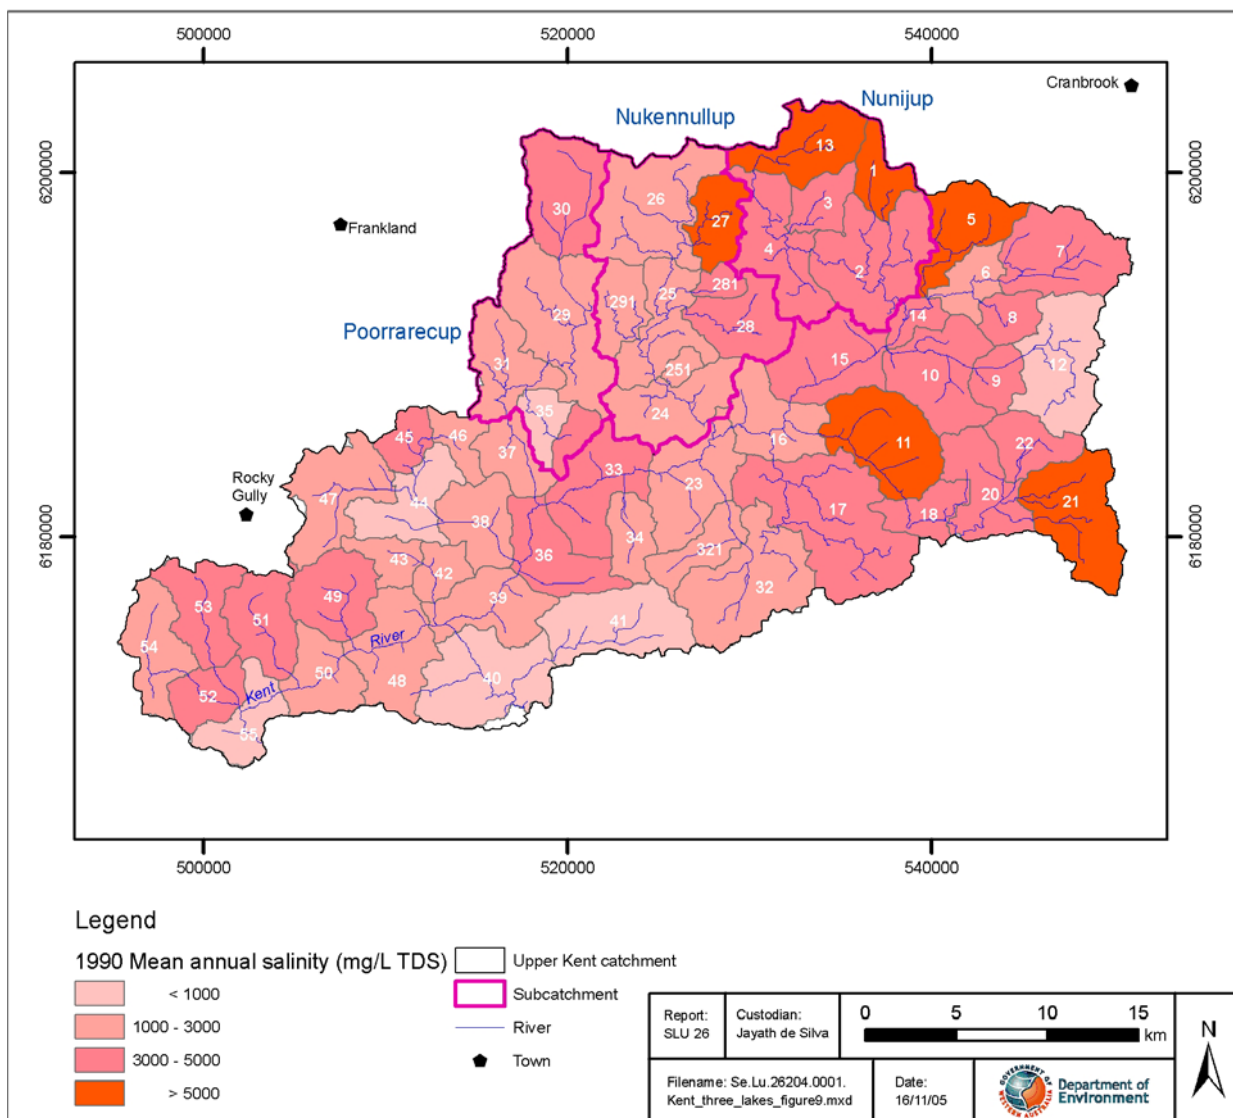 500000
520000
540000
Cranbrook
Nunijup
Nukennullup
6200000
6200000
13
1
26
3
30
27
5
Frankland
4
7
2
6
281
25
291
29
14
8
28
Poorrarecup
15
31
12
251
10
9
35
24
45
46
16
11
22
37
33
Rocky
Gully
23
47
44
20
21
17
18
38
6180000
6180000
34
321
36
43
42
32
49
39
53
51
41
River
54
50
48
40
52
Kent
55
500000
520000
540000
Legend
1990 Mean annual salinity (mg/L TDS)
< 1000
1000 - 3000
3000 - 5000
> 5000
Upper Kent catchment
Subcatchment
River
Town
Report:
SLU 26
Custodian:
Jayath de Silva
0 5 10 15
km
N
Filename: Se.Lu.26204.0001.
Kent_three_lakes_figure9.mxd
Date:
16/11/05
GOVERNMENT OF
WESTERN AUSTRALIA
Department of
Environment